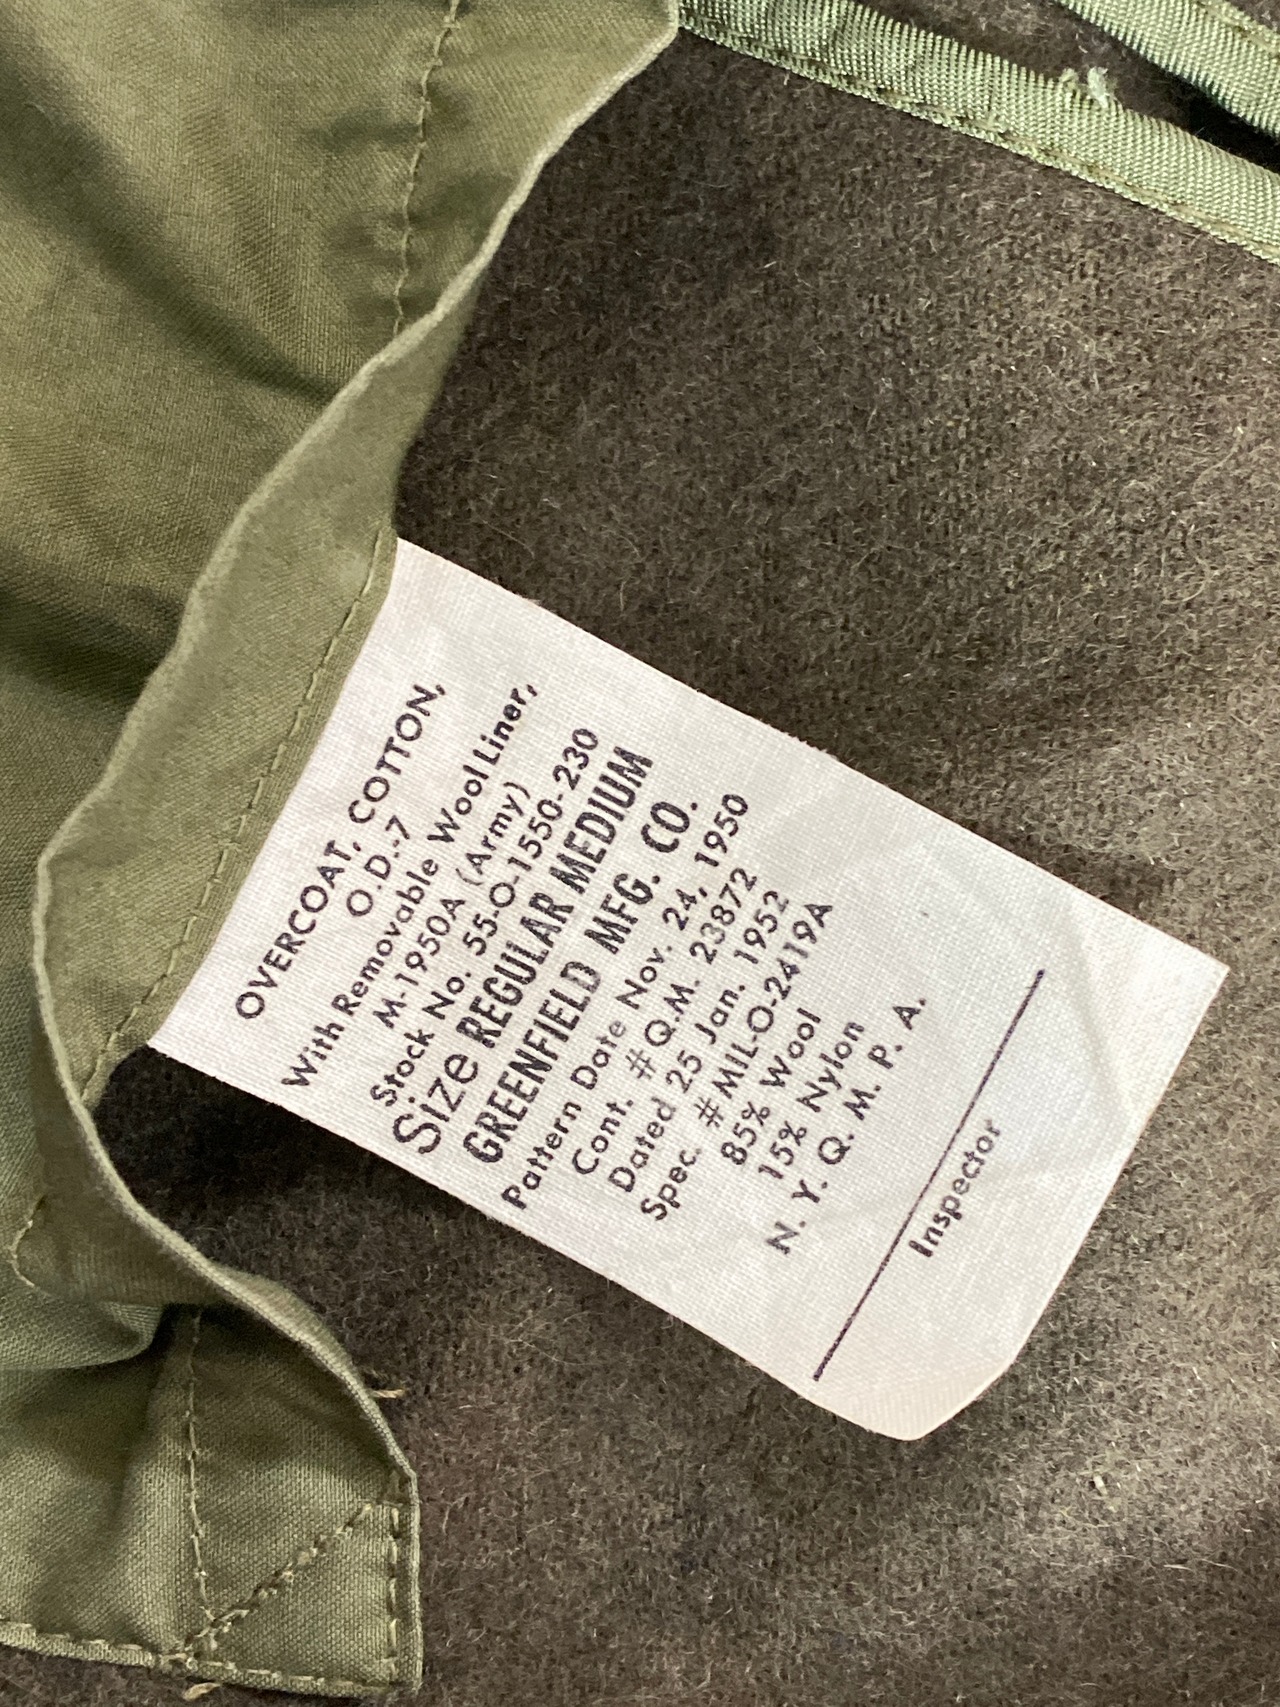 OVERCOAT, COTTON,
O.D.-7
With Removable Wool Liner,
M-1950A (Army)
Stock No. 55-O-1550-230
Size REGULAR MEDIUM
GREENFIELD MFG. CO.
Pattern Date Nov. 24, 1950
Cont. # Q.M. 23872
Dated 25 Jan. 1952
Spec. # MIL-O-2419A
85% Wool
15% Nylon
N. Y. Q. M. P. A.
Inspector